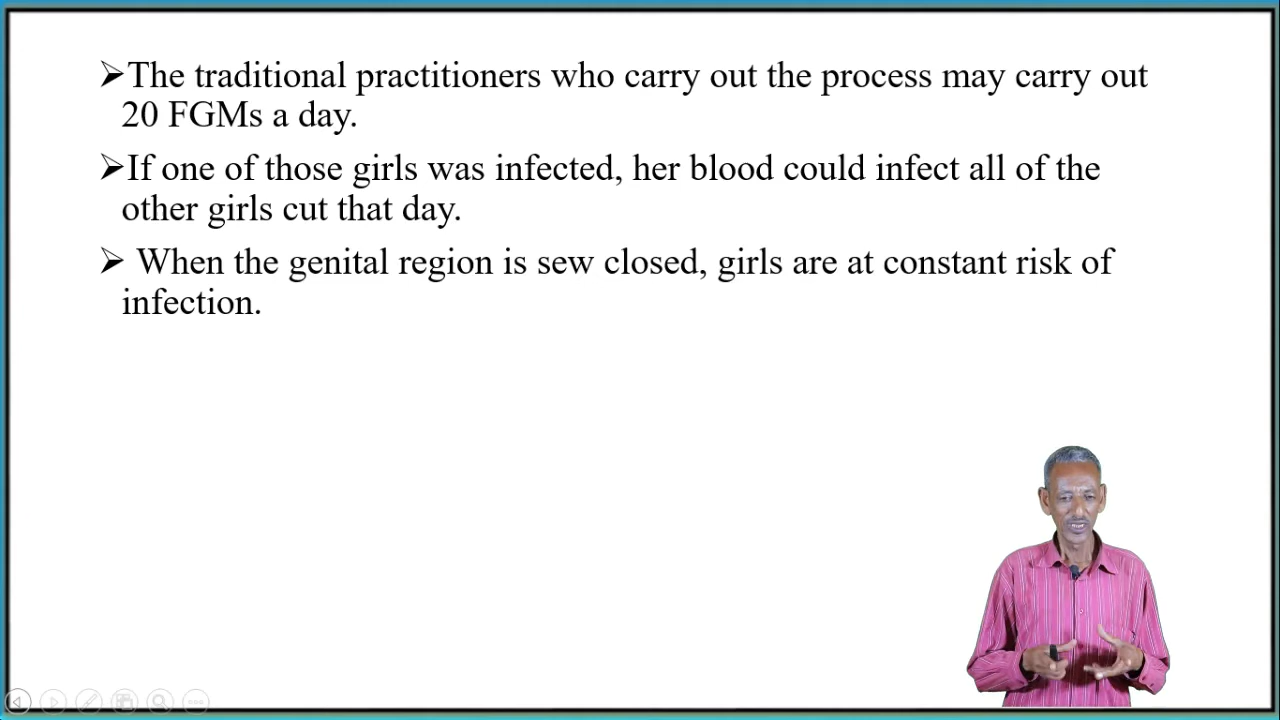 ➢The traditional practitioners who carry out the process may carry out
20 FGMs a day.
➢If one of those girls was infected, her blood could infect all of the
other girls cut that day.
➢ When the genital region is sew closed, girls are at constant risk of
infection.